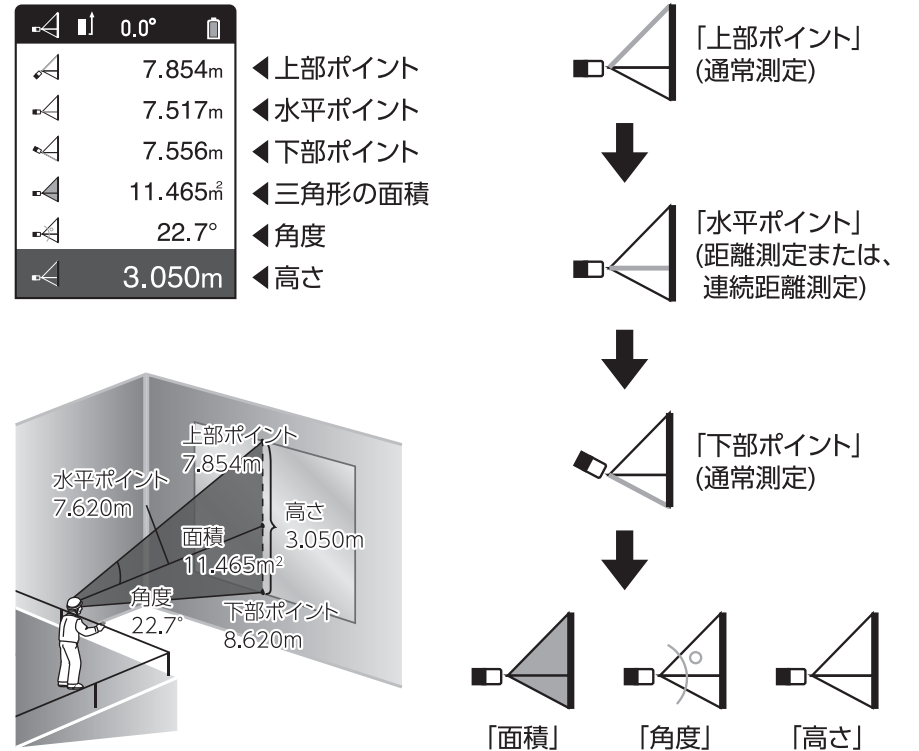 0.0°
7.854m
◀上部ポイント
7.517m
◀水平ポイント
7.556m
◀下部ポイント
11.465㎡
◀三角形の面積
22.7°
◀角度
3.050m
◀高さ
上部ポイント
7.854m
水平ポイント
7.620m
面積
11.465m²
高さ
3.050m
角度
22.7°
下部ポイント
8.620m
「上部ポイント」
(通常測定)
「水平ポイント」
(距離測定または、
連続距離測定)
「下部ポイント」
(通常測定)
「面積」
「角度」
「高さ」